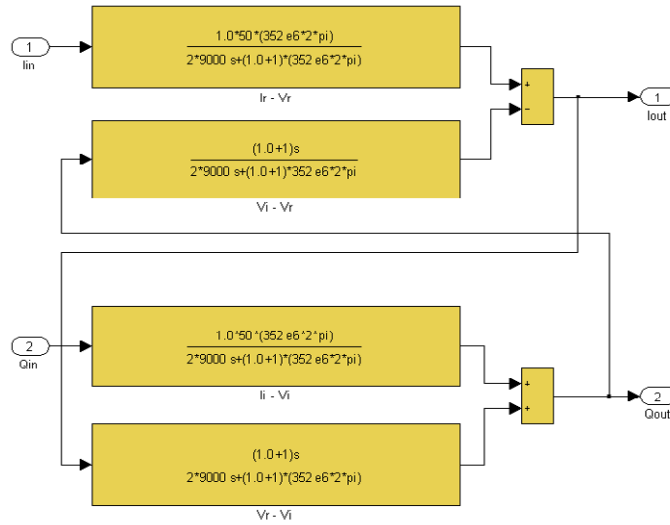 1.0*50*(352 e6*2*pi)
1
2*9000 s+(1.0+1)*(352 e6*2*pi)
Iin
Ir - Vr
+
−
1
Iout
(1.0+1)s
2*9000 s+(1.0+1)*352 e6*2*pi
Vi - Vr
1.0*50*(352 e6*2*pi)
2
2*9000 s+(1.0+1)*(352 e6*2*pi)
Qin
Ii - Vi
+
+
2
Qout
(1.0+1)s
2*9000 s+(1.0+1)*(352 e6*2*pi)
Vr - Vi